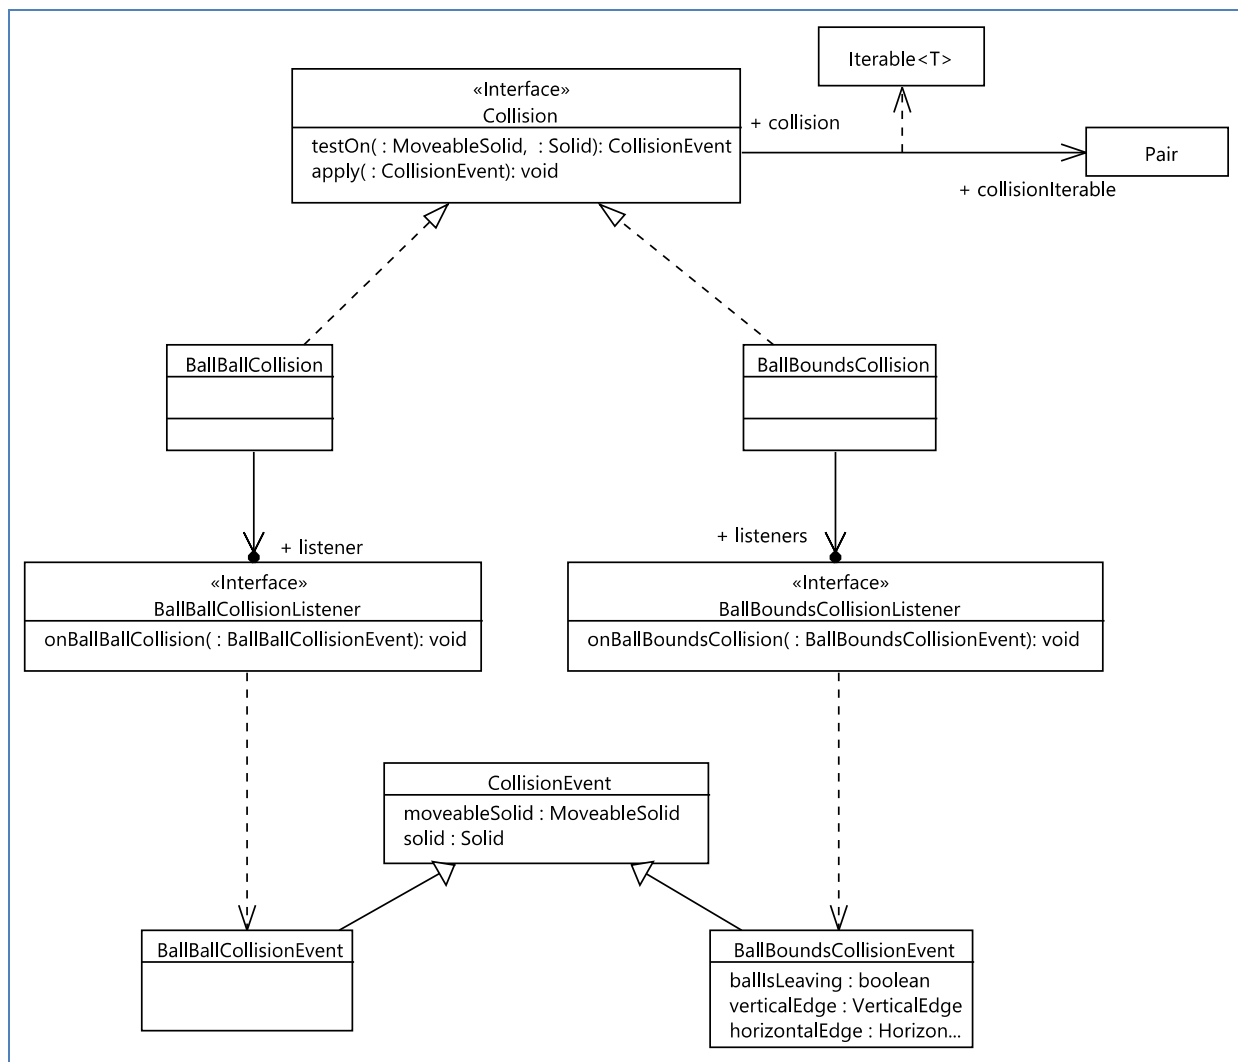 Iterable<T>
«Interface»
Collision
testOn( : MoveableSolid,  : Solid): CollisionEvent
apply( : CollisionEvent): void
+ collision
Pair
+ collisionIterable
BallBallCollision
BallBoundsCollision
+ listener
+ listeners
«Interface»
BallBallCollisionListener
onBallBallCollision( : BallBallCollisionEvent): void
«Interface»
BallBoundsCollisionListener
onBallBoundsCollision( : BallBoundsCollisionEvent): void
CollisionEvent
moveableSolid : MoveableSolid
solid : Solid
BallBallCollisionEvent
BallBoundsCollisionEvent
ballIsLeaving : boolean
verticalEdge : VerticalEdge
horizontalEdge : Horizon...